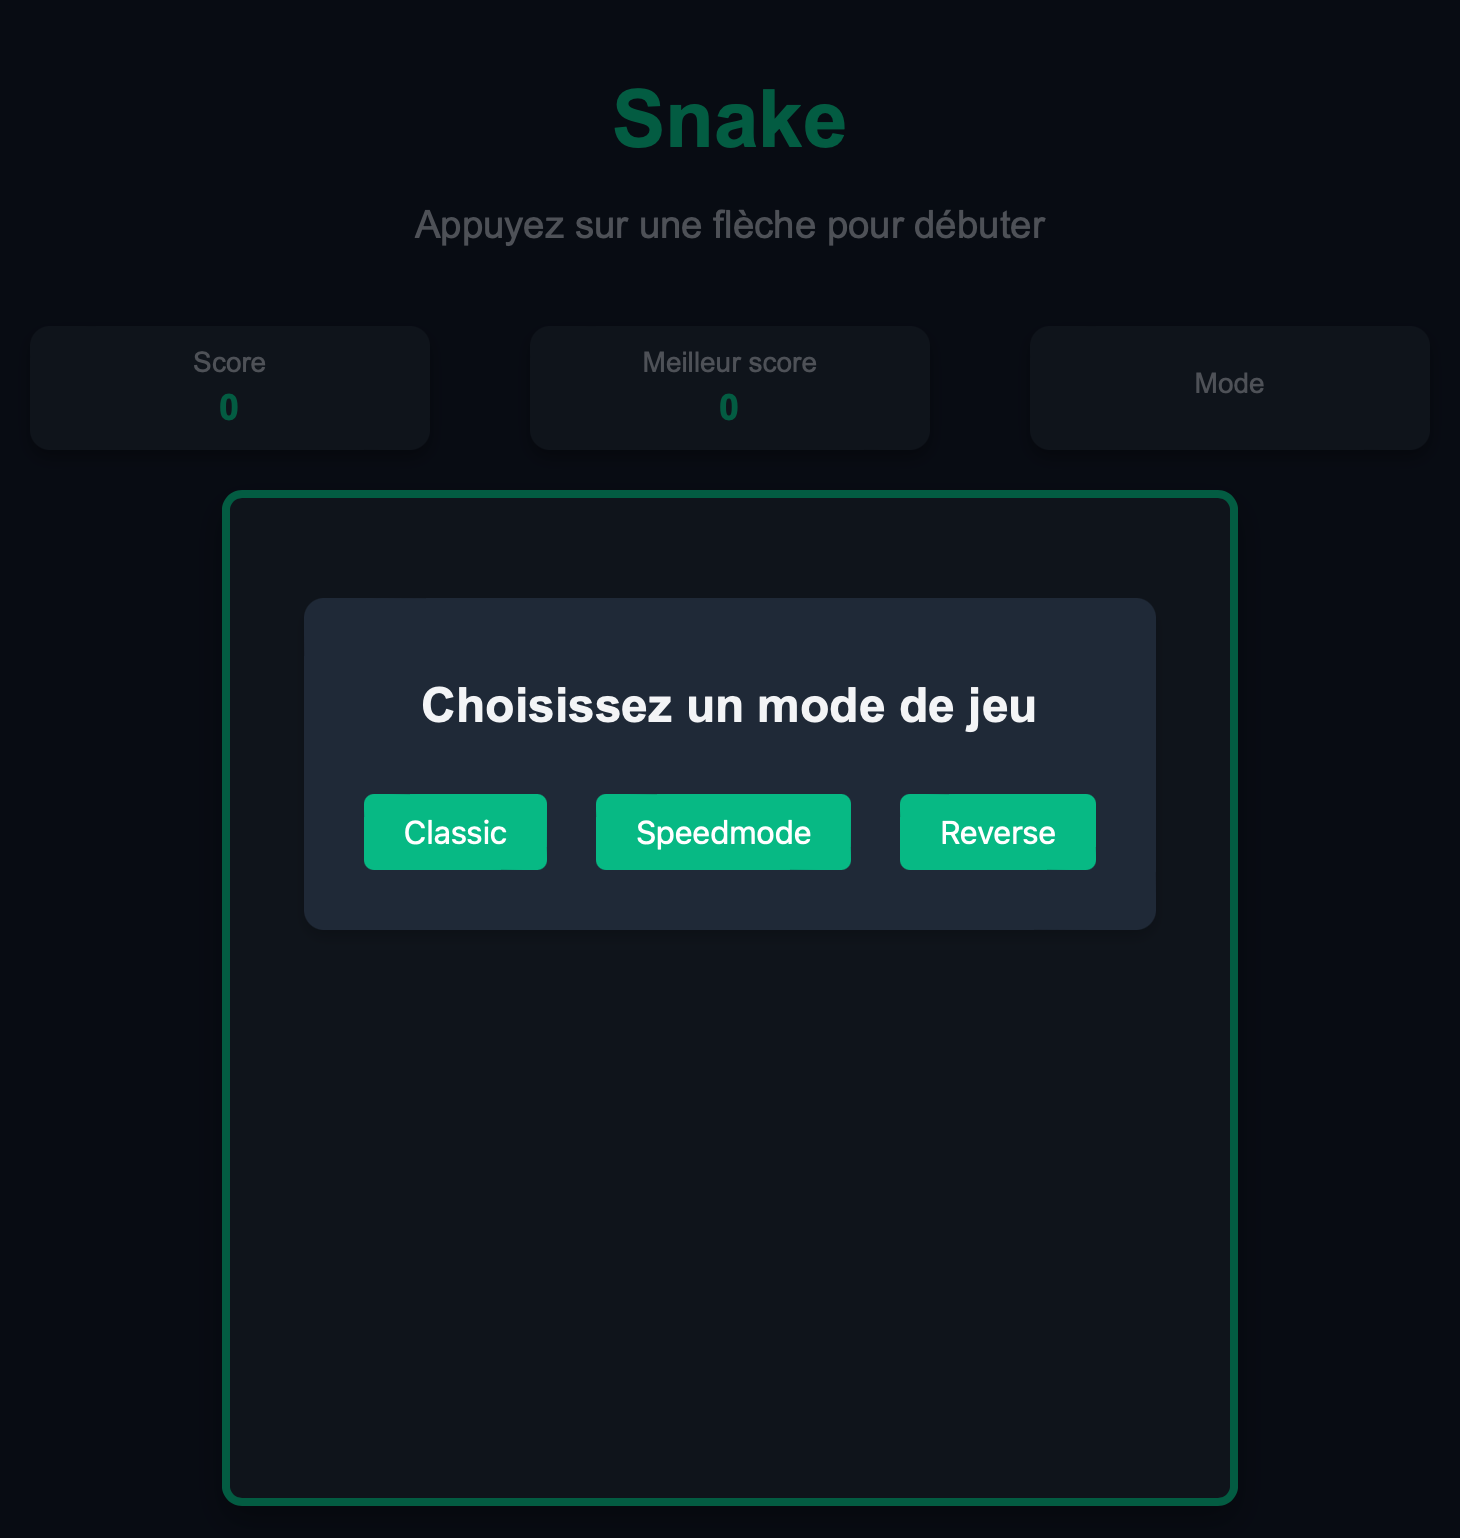 Snake
Appuyez sur une flèche pour débuter
Score
0
Meilleur score
0
Mode
Choisissez un mode de jeu
Classic
Speedmode
Reverse